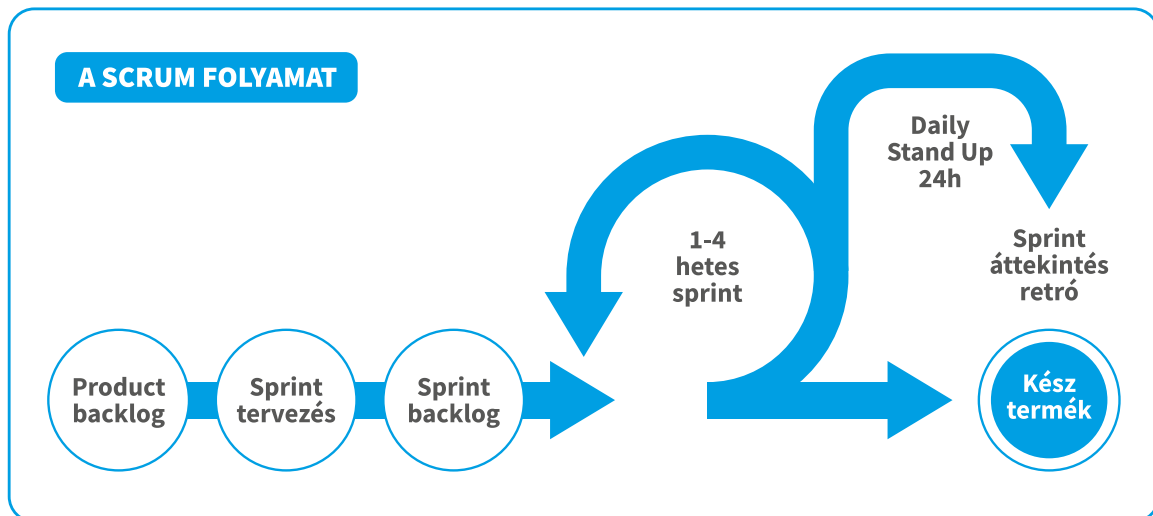 A SCRUM FOLYAMAT
Product
backlog
Sprint
tervezés
Sprint
backlog
1-4
hetes
sprint
Daily
Stand Up
24h
Sprint
áttekintés
retró
Kész
termék